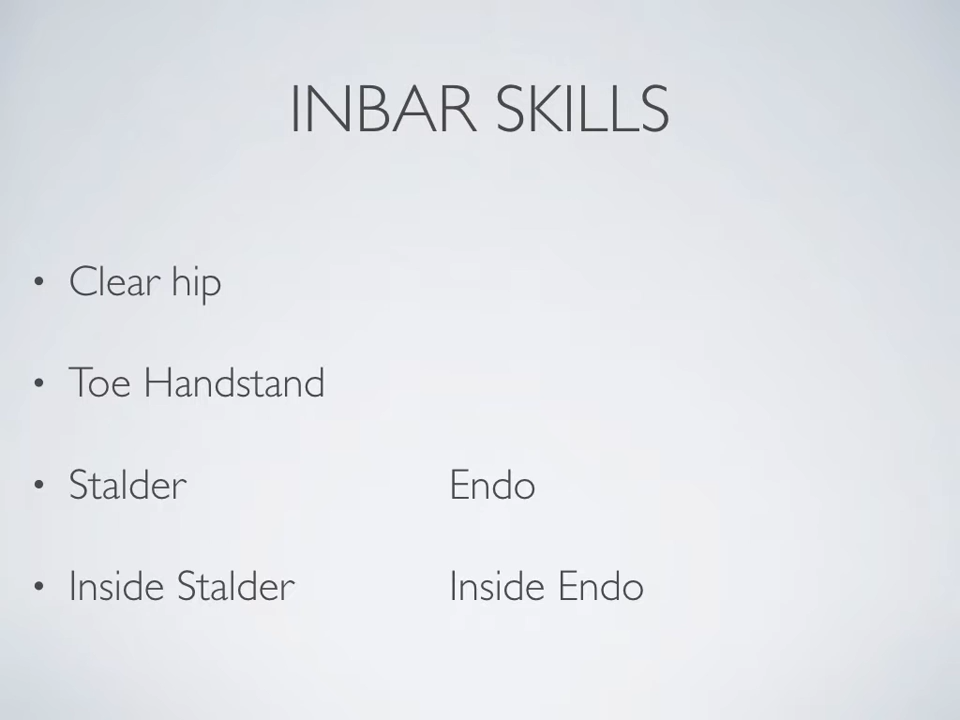 INBAR SKILLS
• Clear hip
• Toe Handstand
• Stalder Endo
• Inside Stalder Inside Endo